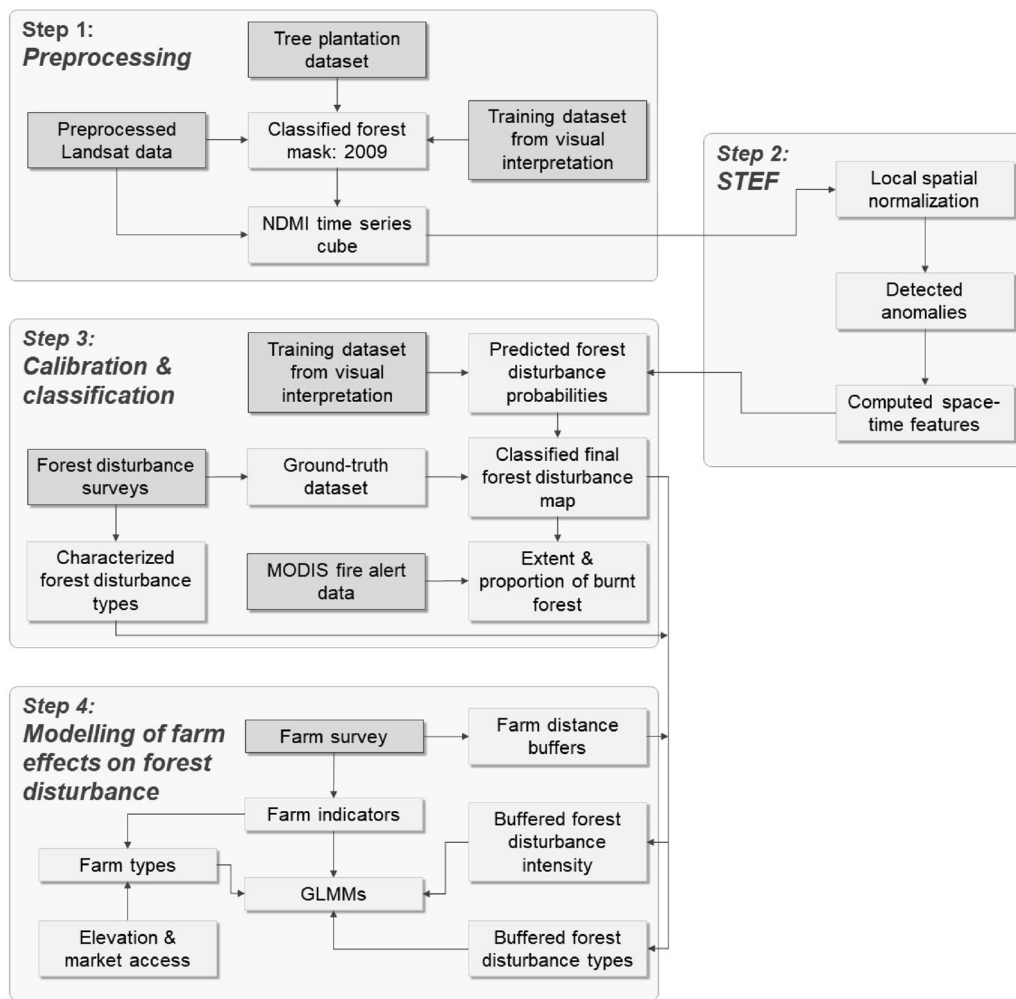 Step 1:
Preprocessing
Tree plantation
dataset
Preprocessed
Landsat data
Classified forest
mask: 2009
Training dataset
from visual
interpretation
NDMI time series
cube
Step 2:
STEF
Local spatial
normalization
Detected
anomalies
Computed space-
time features
Step 3:
Calibration &
classification
Training dataset
from visual
interpretation
Predicted forest
disturbance
probabilities
Forest disturbance
surveys
Ground-truth
dataset
Classified final
forest disturbance
map
Characterized
forest disturbance
types
MODIS fire alert
data
Extent &
proportion of burnt
forest
Step 4:
Modelling of farm
effects on forest
disturbance
Farm survey
Farm distance
buffers
Farm indicators
Buffered forest
disturbance
intensity
Farm types
GLMMs
Elevation &
market access
Buffered forest
disturbance types